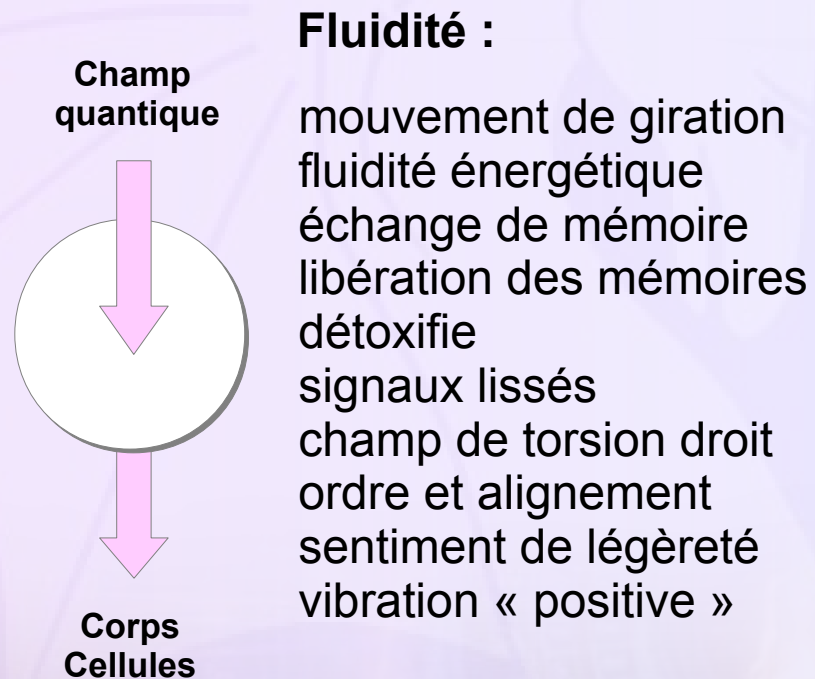 Fluidité :
Champ
quantique
mouvement de giration
fluidité énergétique
échange de mémoire
libération des mémoires
détoxifie
signaux lissés
champ de torsion droit
ordre et alignement
sentiment de légèreté
vibration « positive »
Corps
Cellules